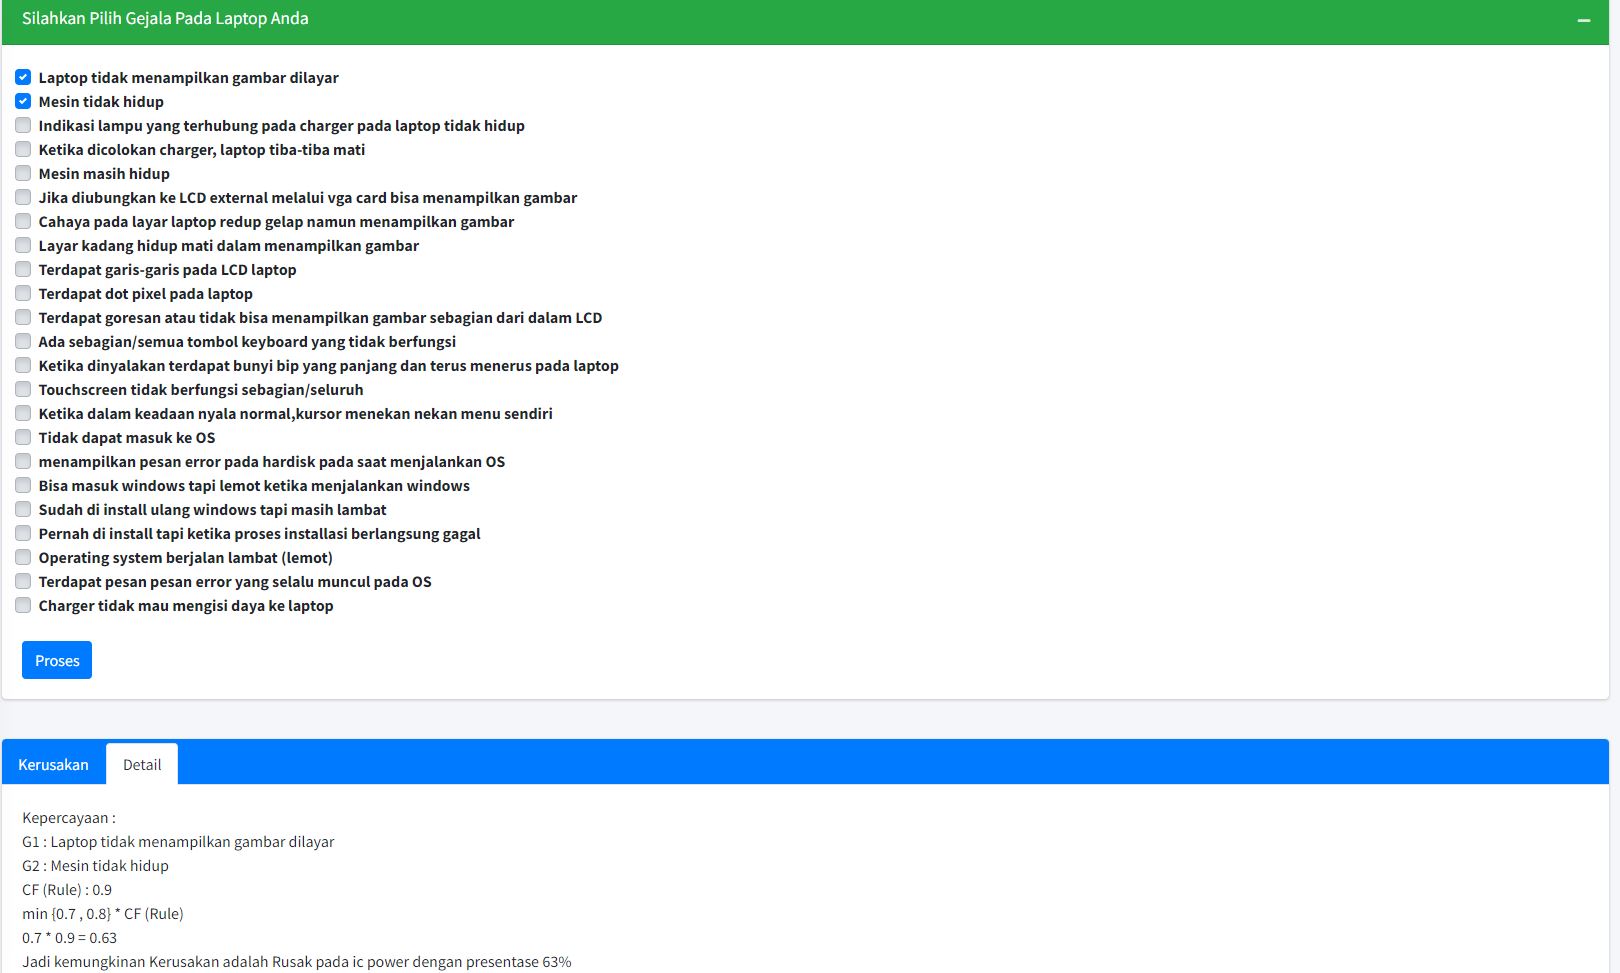 Silahkan Pilih Gejala Pada Laptop Anda
Laptop tidak menampilkan gambar dilayar
Mesin tidak hidup
Indikasi lampu yang terhubung pada charger pada laptop tidak hidup
Ketika dicolokan charger, laptop tiba-tiba mati
Mesin masih hidup
Jika diubungkan ke LCD external melalui vga card bisa menampilkan gambar
Cahaya pada layar laptop redup gelap namun menampilkan gambar
Layar kadang hidup mati dalam menampilkan gambar
Terdapat garis-garis pada LCD laptop
Terdapat dot pixel pada laptop
Terdapat goresan atau tidak bisa menampilkan gambar sebagian dari dalam LCD
Ada sebagian/semua tombol keyboard yang tidak berfungsi
Ketika dinyalakan terdapat bunyi bip yang panjang dan terus menerus pada laptop
Touchscreen tidak berfungsi sebagian/seluruh
Ketika dalam keadaan nyala normal,kursor menekan nekan menu sendiri
Tidak dapat masuk ke OS
menampilkan pesan error pada hardisk pada saat menjalankan OS
Bisa masuk windows tapi lemot ketika menjalankan windows
Sudah di install ulang windows tapi masih lambat
Pernah di install tapi ketika proses installasi berlangsung gagal
Operating system berjalan lambat (lemot)
Terdapat pesan pesan error yang selalu muncul pada OS
Charger tidak mau mengisi daya ke laptop
Proses
Kerusakan Detail
Kepercayaan :
G1 : Laptop tidak menampilkan gambar dilayar
G2 : Mesin tidak hidup
CF (Rule) : 0.9
min {0.7 , 0.8} * CF (Rule)
0.7 * 0.9 = 0.63
Jadi kemungkinan Kerusakan adalah Rusak pada ic power dengan presentase 63%